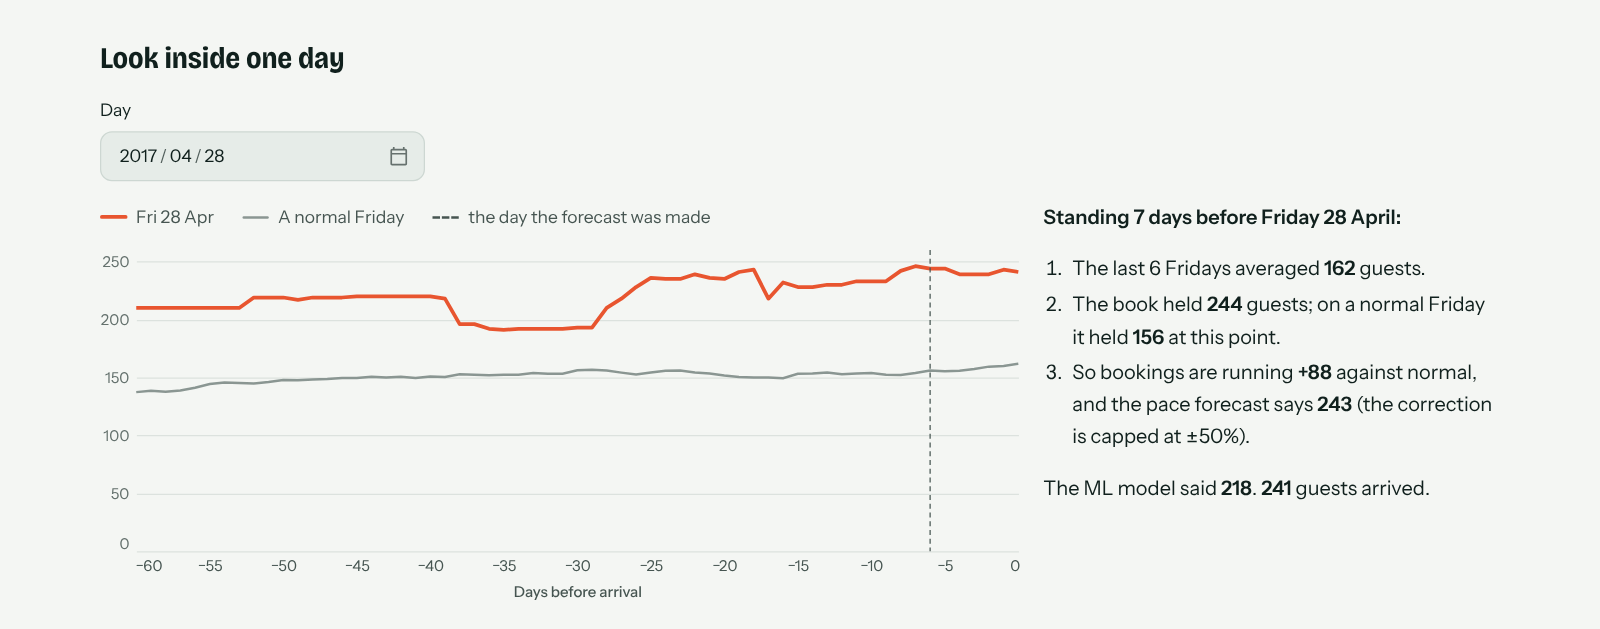 Look inside one day
Day
2017 / 04 / 28
Fri 28 Apr
A normal Friday
the day the forecast was made
250
200
150
100
50
0
−60 −55 −50 −45 −40 −35 −30 −25 −20 −15 −10 −5 0
Days before arrival
Standing 7 days before Friday 28 April:
1. The last 6 Fridays averaged 162 guests.
2. The book held 244 guests; on a normal Friday
it held 156 at this point.
3. So bookings are running +88 against normal,
and the pace forecast says 243 (the correction
is capped at ±50%).
The ML model said 218. 241 guests arrived.